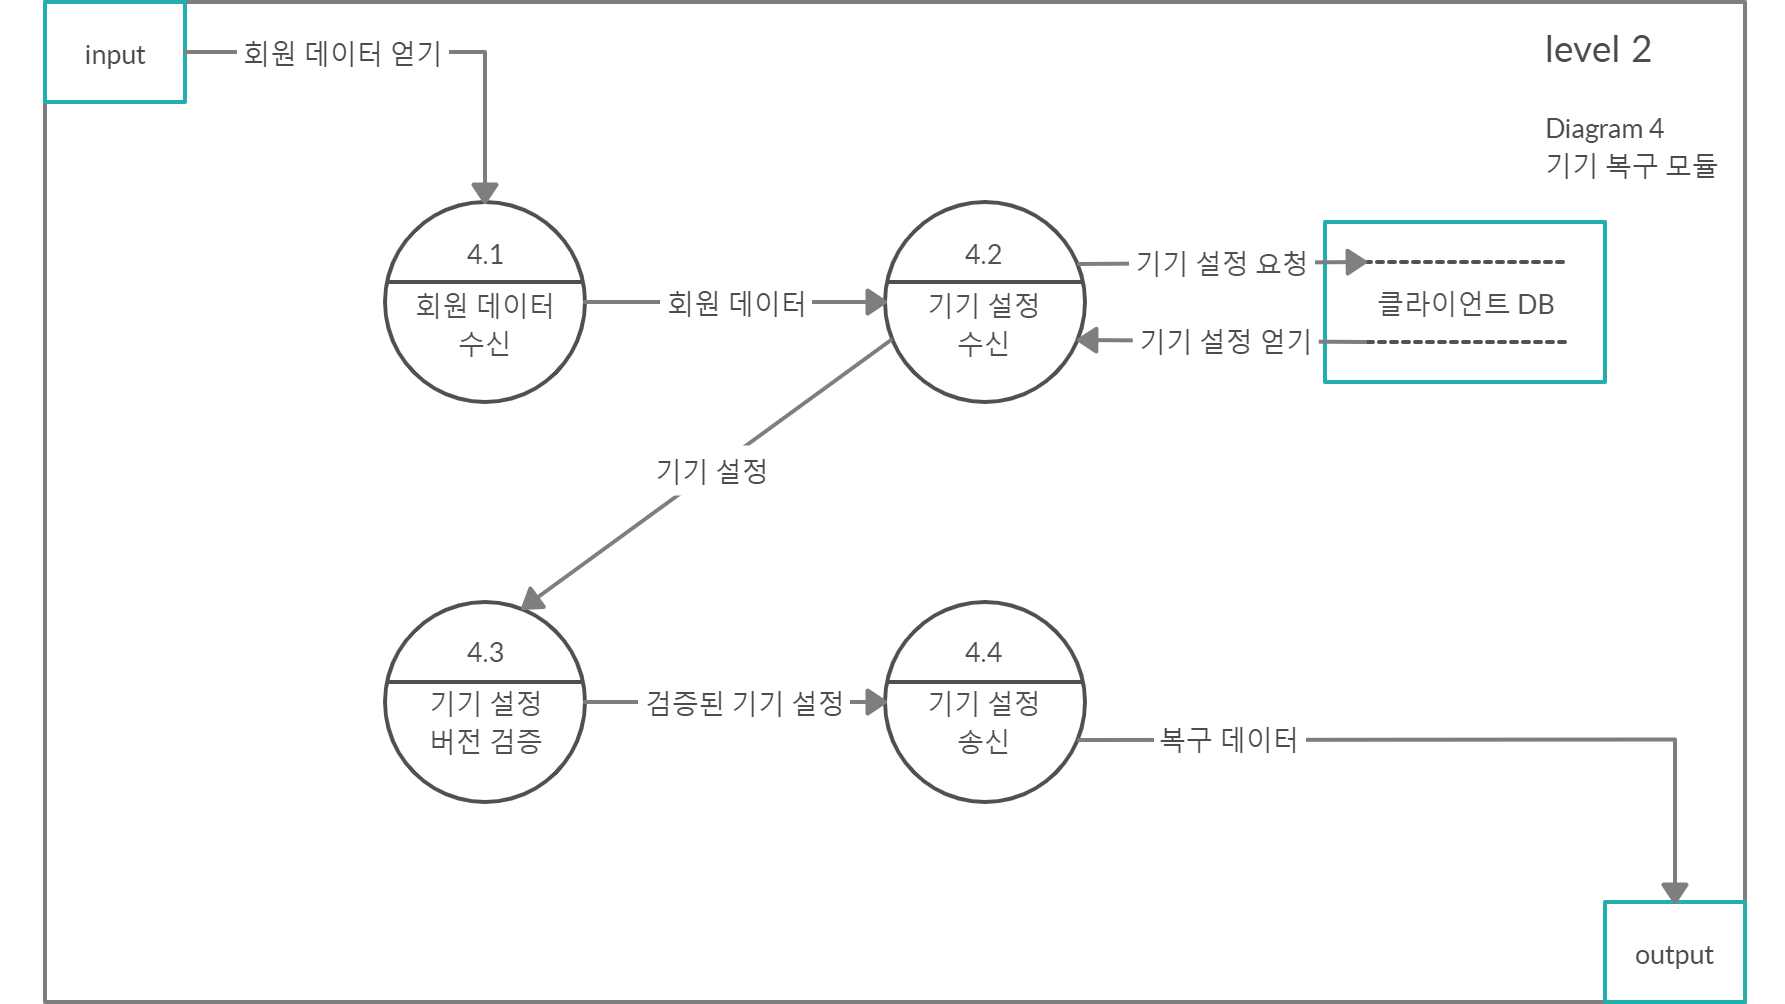 input
회원 데이터 얻기
level 2
Diagram 4
기기 복구 모듈
4.1
회원 데이터
수신
회원 데이터
4.2
기기 설정
수신
기기 설정 요청
클라이언트 DB
기기 설정 얻기
기기 설정
4.3
기기 설정
버전 검증
검증된 기기 설정
4.4
기기 설정
송신
복구 데이터
output